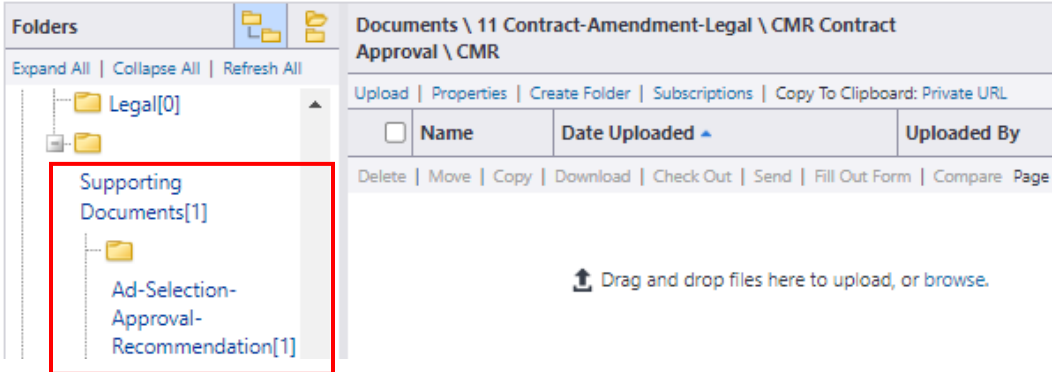 Folders
Expand All | Collapse All | Refresh All
Legal[0]
Supporting
Documents[1]
Ad-Selection-
Approval-
Recommendation[1]
Documents \ 11 Contract-Amendment-Legal \ CMR Contract
Approval \ CMR
Upload | Properties | Create Folder | Subscriptions | Copy To Clipboard: Private URL
Name Date Uploaded Uploaded By
Delete | Move | Copy | Download | Check Out | Send | Fill Out Form | Compare Page
Drag and drop files here to upload, or browse.